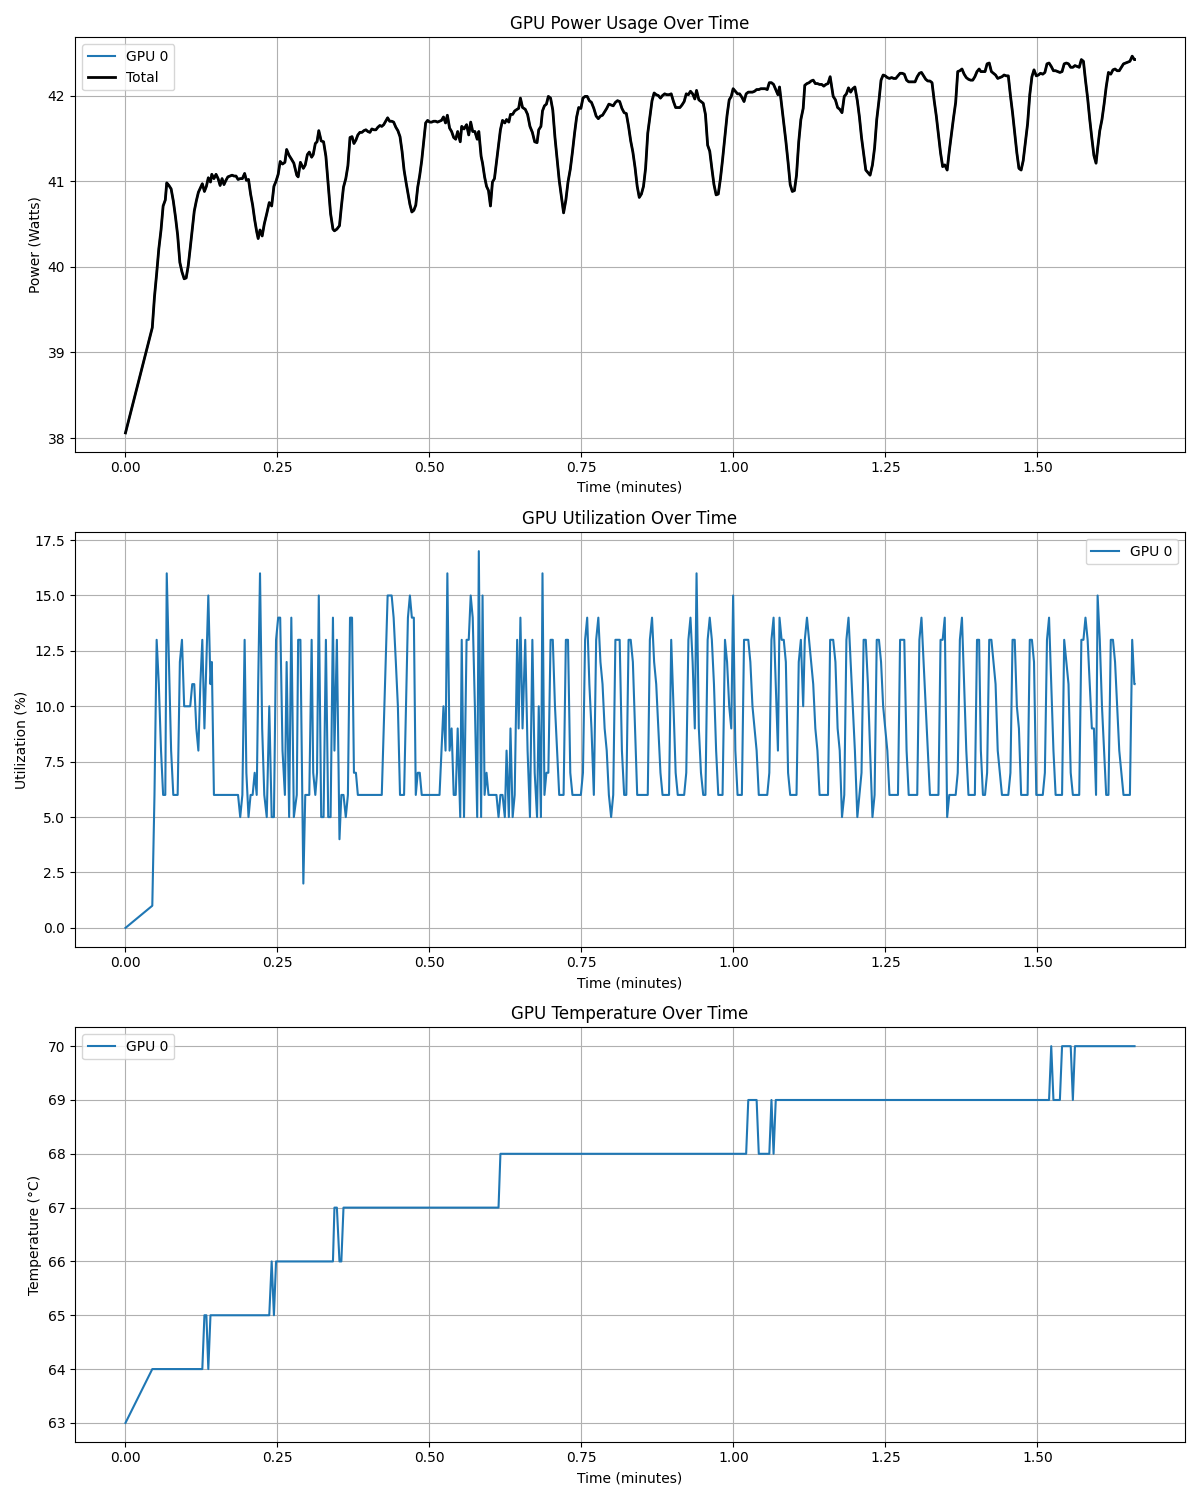 GPU Power Usage Over Time
GPU 0
Total
Power (Watts)
42
41
40
39
38
0.00 0.25 0.50 0.75 1.00 1.25 1.50
Time (minutes)
GPU Utilization Over Time
GPU 0
Utilization (%)
17.5
15.0
12.5
10.0
7.5
5.0
2.5
0.0
0.00 0.25 0.50 0.75 1.00 1.25 1.50
Time (minutes)
GPU Temperature Over Time
GPU 0
Temperature (°C)
70
69
68
67
66
65
64
63
0.00 0.25 0.50 0.75 1.00 1.25 1.50
Time (minutes)